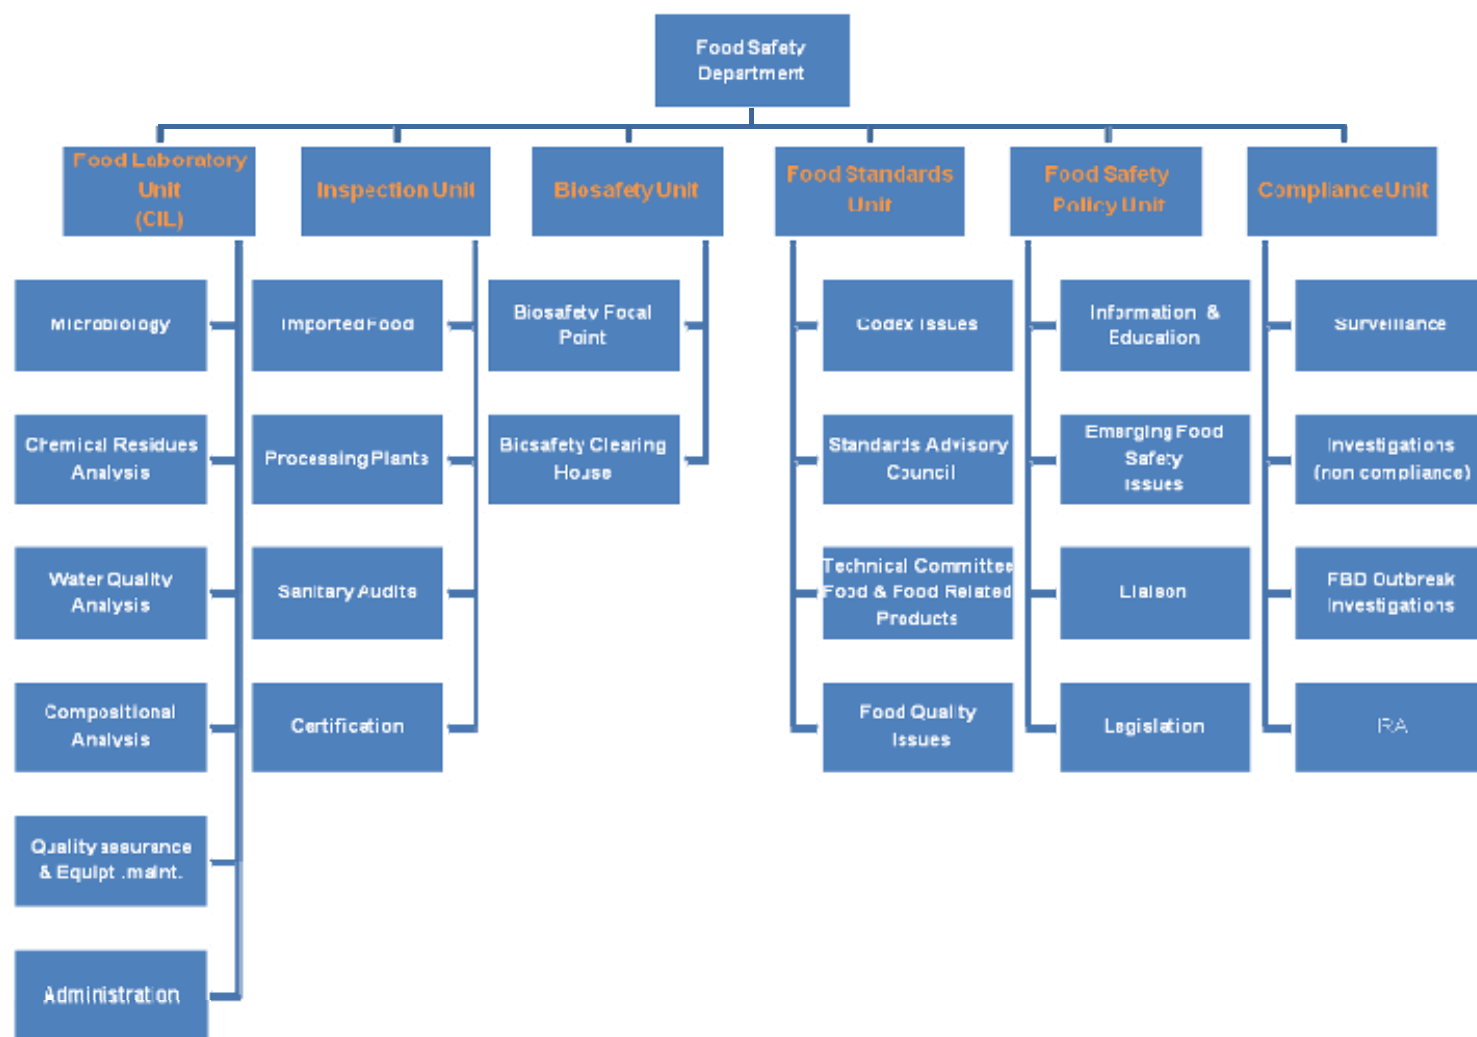 Food Safety
Department
Food Laboratory
Unit
(CIL)
Inspection Unit
Biosafety Unit
Food Standards
Unit
Food Safety
Policy Unit
Compliance Unit
Microbiology
Chemical Residues
Analysis
Water Quality
Analysis
Compositional
Analysis
Quality assurance
& Equipt .maint.
Administration
Imported Food
Processing Plants
Sanitary Audits
Certification
Biosafety Focal
Point
Biosafety Clearing
House
Codex Issues
Standards Advisory
Council
Technical Committee
Food & Food Related
Products
Food Quality
Issues
Information &
Education
Emerging Food
Safety
Issues
Liaison
Legislation
Surveillance
Investigations
(non compliance)
FBD Outbreak
Investigations
IRA